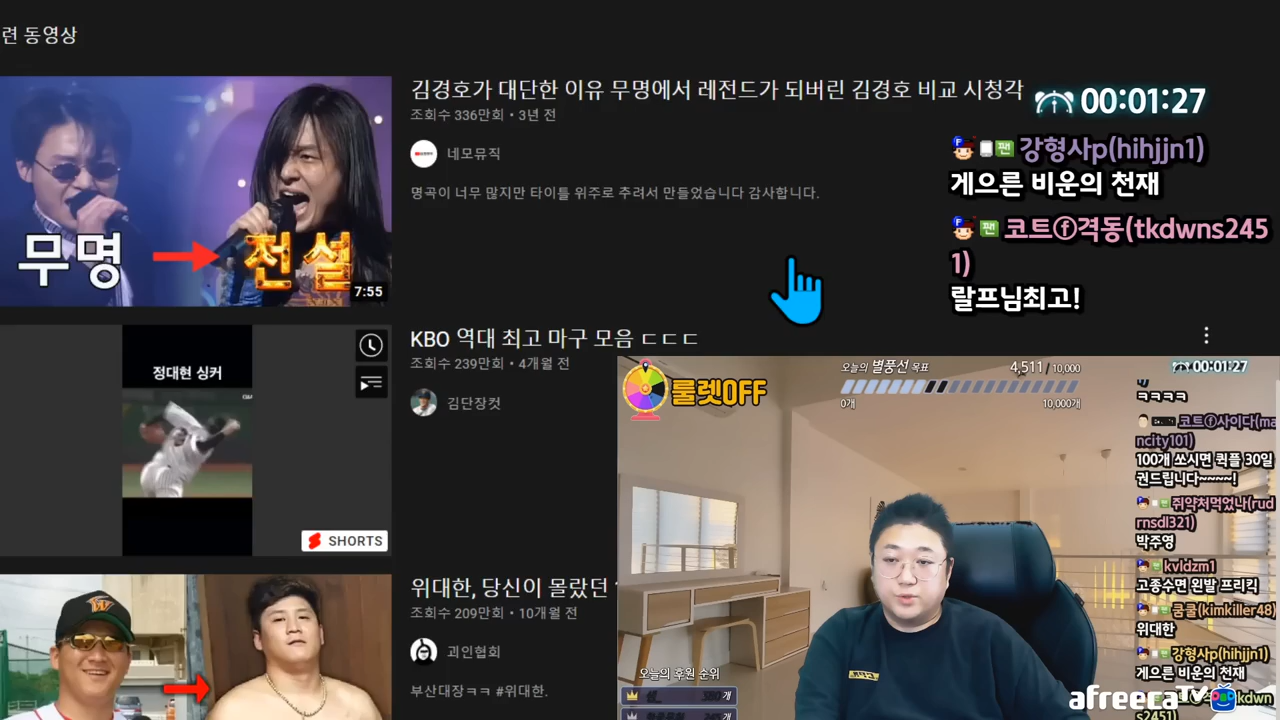 련 동영상
김경호가 대단한 이유 무명에서 레전드가 되버린 김경호 비교 시청각
조회수 336만회 • 3년 전
네모뮤직
명곡이 너무 많지만 타이틀 위주로 추려서 만들었습니다 감사합니다.
무명
전설
7:55
00:01:27
팬 강형사p(hihjjn1)
게으른 비운의 천재
팬 코트ⓕ격동(tkdwns245
1)
랄프님최고!
KBO 역대 최고 마구 모음 ㄷㄷㄷ
조회수 239만회 • 4개월 전
김단장컷
정대현 싱커
SHORTS
위대한, 당신이 몰랐던
조회수 209만회 • 10개월 전
괴인협회
부산대장ㅋㅋ #위대한.
W
룰렛OFF
오늘의 별풍선 목표
4,511 / 10,000
0개
10,000개
00:01:27
ㅋㅋㅋㅋ
코트ⓕ사이다(ma
ncity101)
100개 쏘시면 퀵플 30일
권드립니다~~~~!
쥐약처먹었나(rud
rnsdl321)
박주영
kvldzm1
고종수면 왼발 프리킥
쿵쿨(kimkiller48)
위대한
강형사p(hihjjn1)
게으른 비운의 천재
kdwn
s2451)
오늘의 후원 순위
380개
afreecaTV